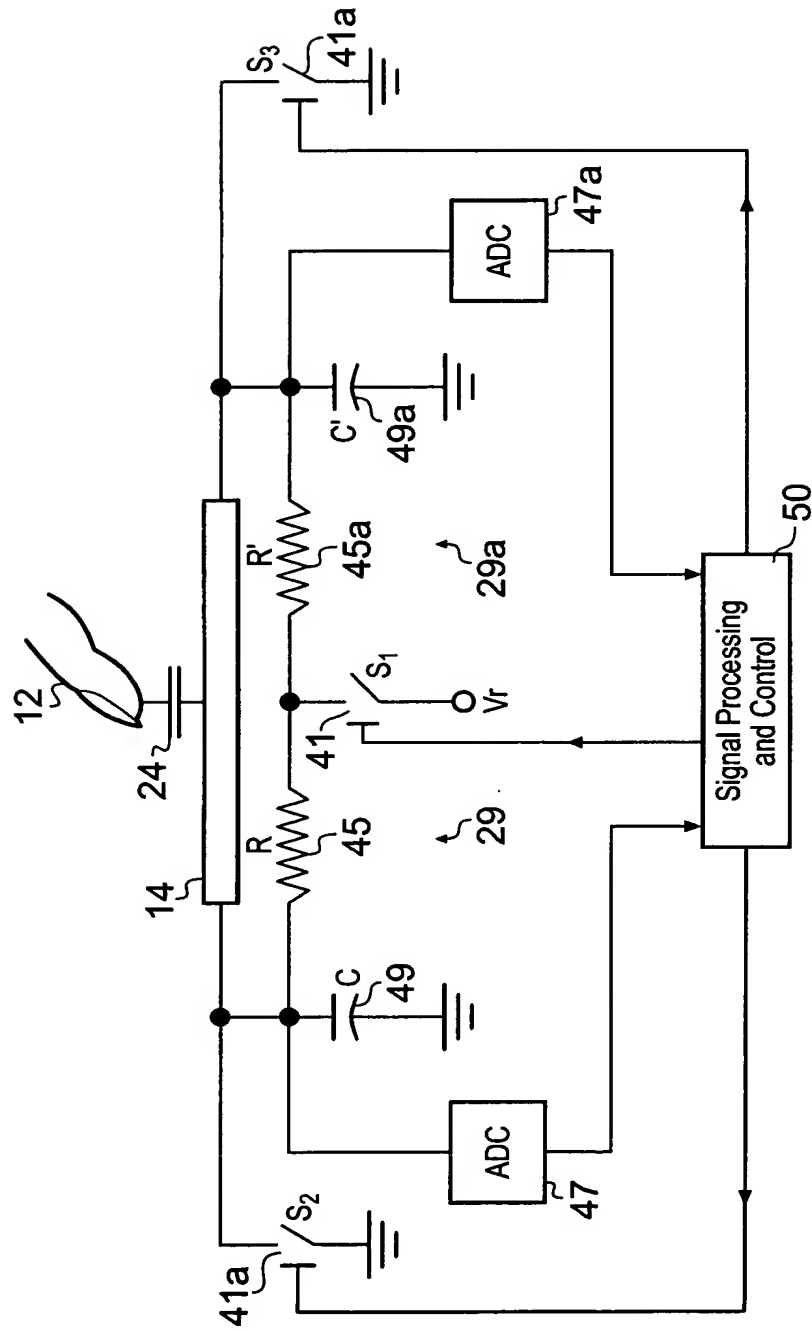 12
24
14
S₃
41a
R
45
R'
45a
47a
ADC
C'
49a
29a
S₁
41
Vr
29
C
49
ADC
47
S₂
41a
50
Signal Processing
and Control